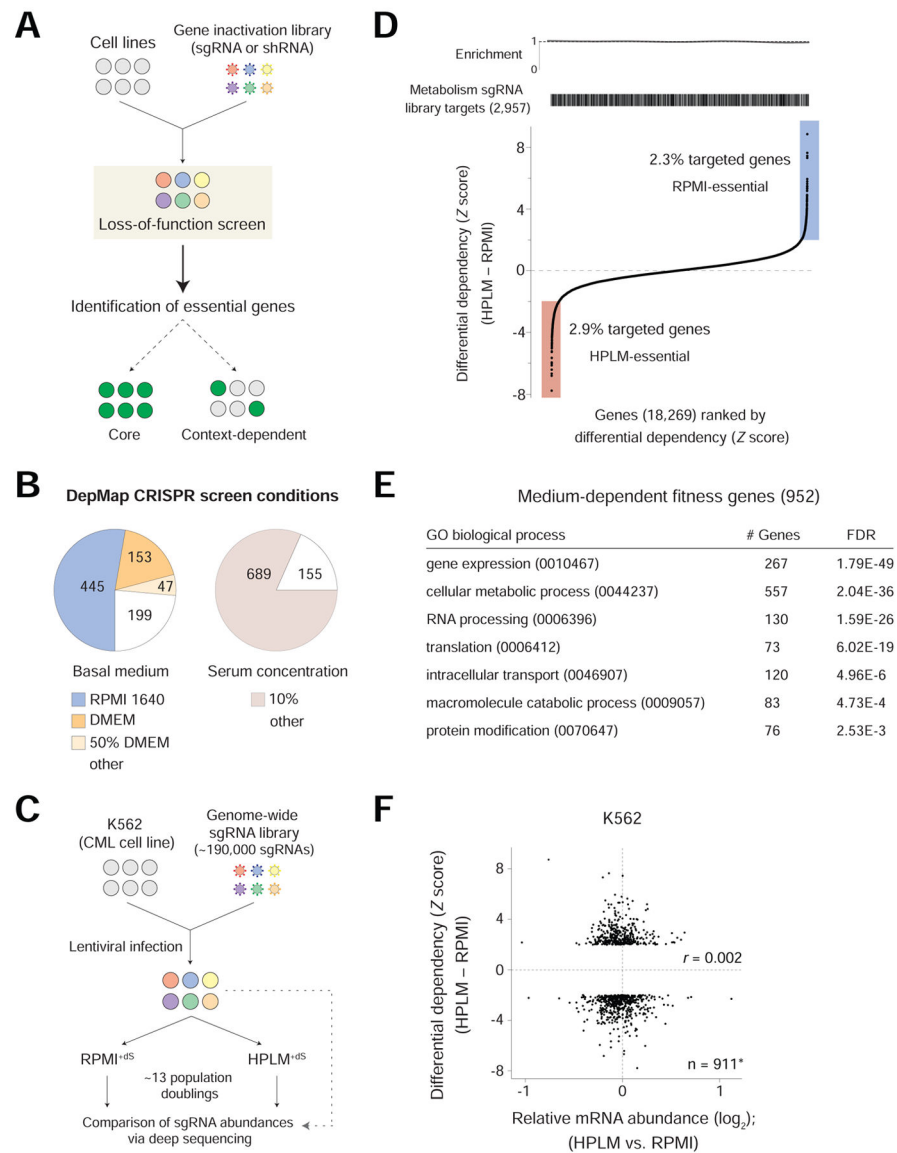 A
Cell lines
Gene inactivation library
(sgRNA or shRNA)
Loss-of-function screen
Identification of essential genes
Core
Context-dependent
B
DepMap CRISPR screen conditions
445
153
47
199
689
155
Basal medium
Serum concentration
RPMI 1640
DMEM
50% DMEM
other
10%
other
C
K562
(CML cell line)
Genome-wide
sgRNA library
(~190,000 sgRNAs)
Lentiviral infection
RPMI+dS
HPLM+dS
~13 population
doublings
Comparison of sgRNA abundances
via deep sequencing
D
Enrichment
1
0
Metabolism sgRNA
library targets (2,957)
Differential dependency (Z score)
(HPLM – RPMI)
8
4
0
-4
-8
2.3% targeted genes
RPMI-essential
2.9% targeted genes
HPLM-essential
Genes (18,269) ranked by
differential dependency (Z score)
E
Medium-dependent fitness genes (952)
GO biological process # Genes FDR
gene expression (0010467) 267 1.79E-49
cellular metabolic process (0044237) 557 2.04E-36
RNA processing (0006396) 130 1.59E-26
translation (0006412) 73 6.02E-19
intracellular transport (0046907) 120 4.96E-6
macromolecule catabolic process (0009057) 83 4.73E-4
protein modification (0070647) 76 2.53E-3
F
K562
Differential dependency (Z score)
(HPLM – RPMI)
8
4
0
-4
-8
r = 0.002
n = 911*
-1 0 1
Relative mRNA abundance (log2);
(HPLM vs. RPMI)